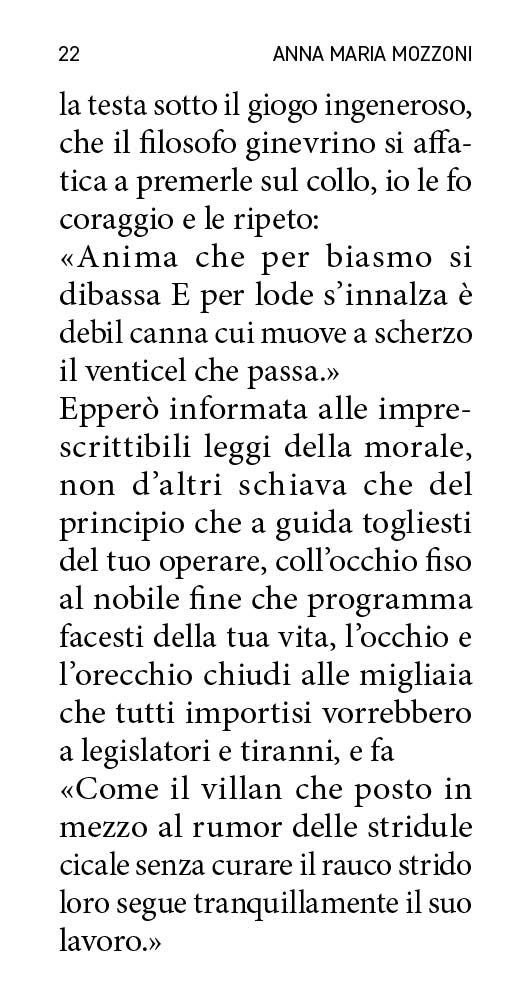 22
ANNA MARIA MOZZONI
la testa sotto il giogo ingeneroso,
che il filosofo ginevrino si affa-
tica a premerle sul collo, io le fo
coraggio e le ripeto:
«Anima che per biasmo si
dibassa E per lode s’innalza è
debil canna cui muove a scherzo
il venticel che passa.»
Epperò informata alle impre-
scrittibili leggi della morale,
non d’altri schiava che del
principio che a guida togliesti
del tuo operare, coll’occhio fiso
al nobile fine che programma
facesti della tua vita, l’occhio e
l’orecchio chiudi alle migliaia
che tutti importisi vorrebbero
a legislatori e tiranni, e fa
«Come il villan che posto in
mezzo al rumor delle stridule
cicale senza curare il rauco strido
loro segue tranquillamente il suo
lavoro.»